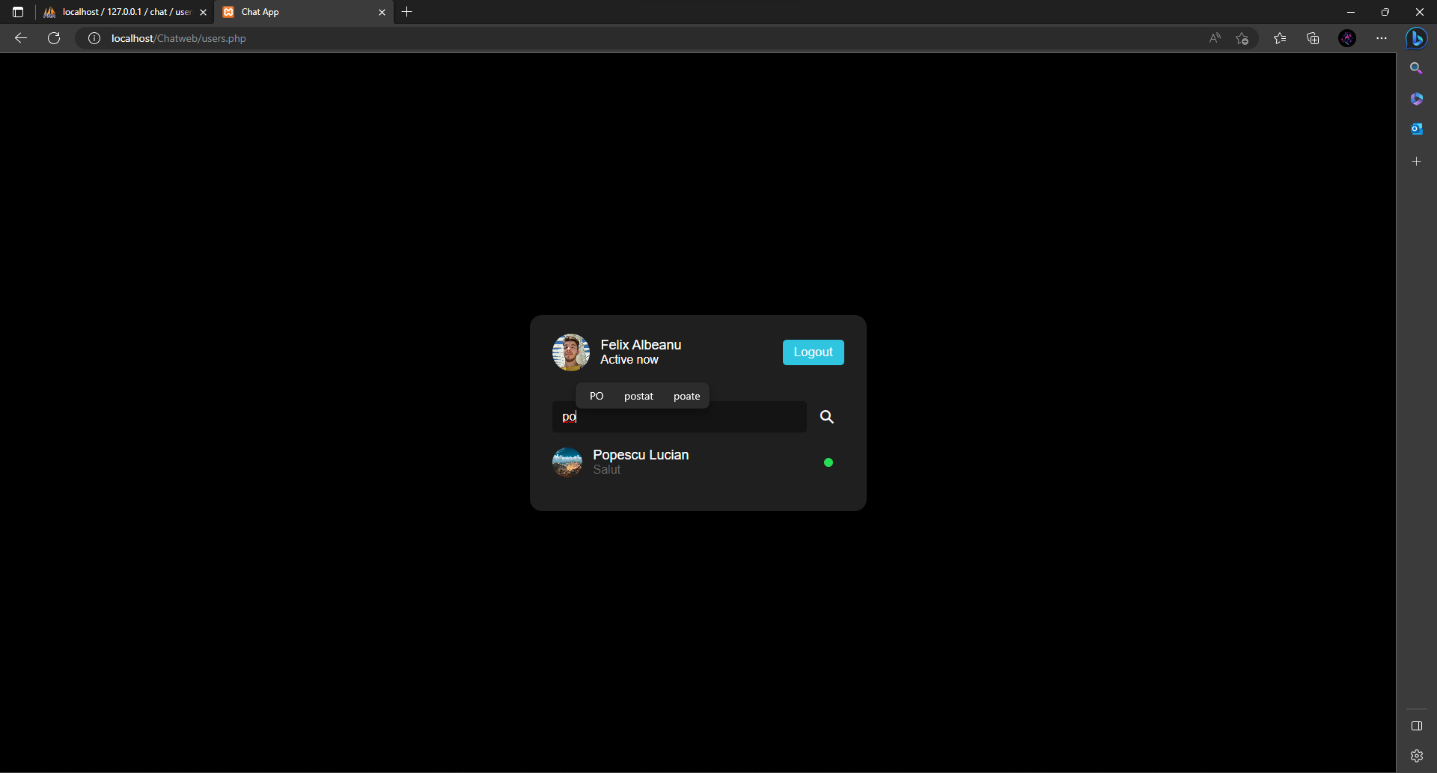 localhost / 127.0.0.1 / chat / use
Chat App
localhost/Chatweb/users.php
Felix Albeanu
Active now
Logout
PO postat poate
po
Popescu Lucian
Salut